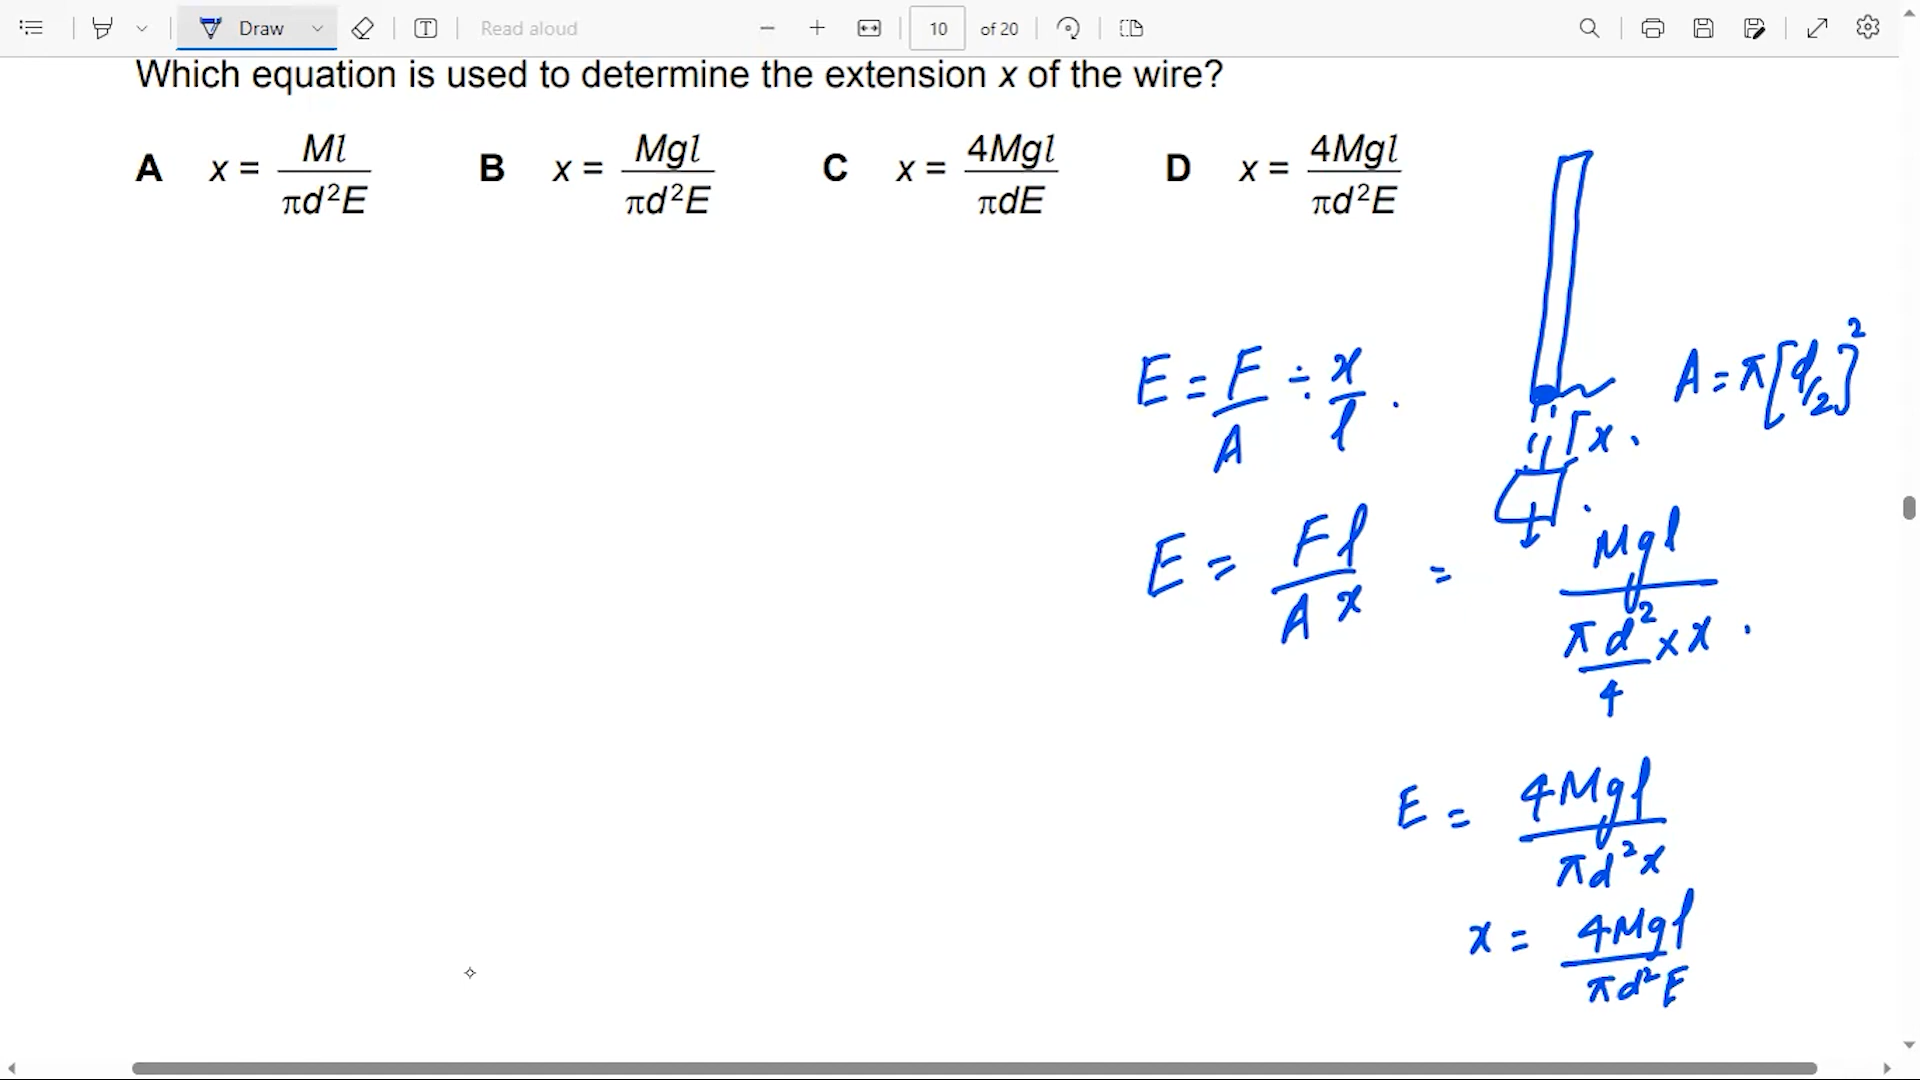 Draw Read aloud 10 of 20
Which equation is used to determine the extension x of the wire?
A x = Ml / πd²E B x = Mgl / πd²E C x = 4Mgl / πdE D x = 4Mgl / πd²E
E = F/A ÷ x/l . A = π[d/2]²
x .
E = Fl / Ax = Mgl / (πd²/4 × x) .
E = 4Mgl / πd²x
x = 4Mgl / πd²E